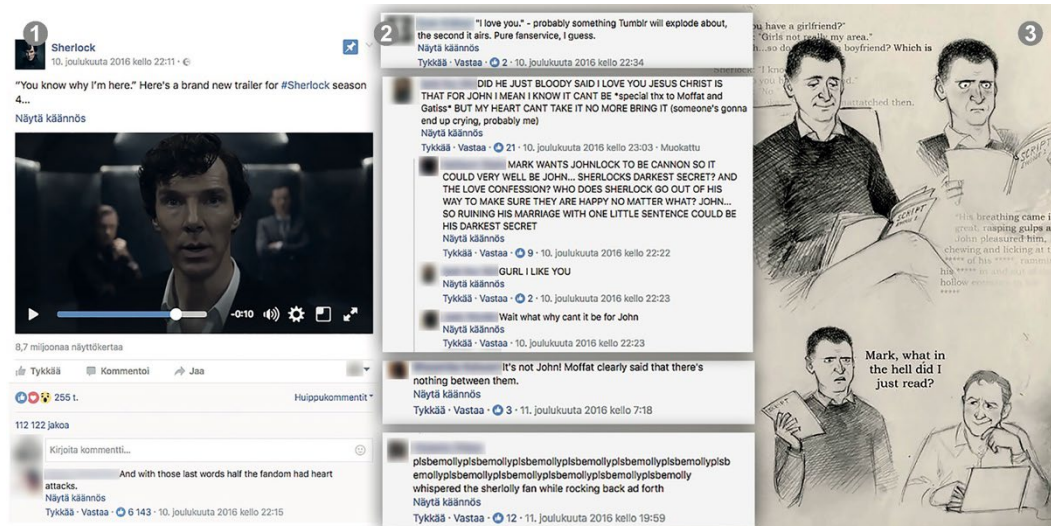 1
Sherlock
10. joulukuuta 2016 kello 22:11 ·
"You know why I'm here." Here's a brand new trailer for #Sherlock season
4...
Näytä käännös
-0:10
8,7 miljoonaa näyttökertaa
Tykkää Kommentoi Jaa
255 t. Huippukommentit
112 122 jakoa
Kirjoita kommentti...
And with those last words half the fandom had heart
attacks.
Näytä käännös
Tykkää · Vastaa · 6 143 · 10. joulukuuta 2016 kello 22:15
2
"I love you." - probably something Tumblr will explode about,
the second it airs. Pure fanservice, I guess.
Näytä käännös
Tykkää · Vastaa · 2 · 10. joulukuuta 2016 kello 22:34
DID HE JUST BLOODY SAID I LOVE YOU JESUS CHRIST IS
THAT FOR JOHN I MEAN I KNOW IT CANT BE *special thx to Moffat and
Gatiss* BUT MY HEART CANT TAKE IT NO MORE BRING IT (someone's gonna
end up crying, probably me)
Näytä käännös
Tykkää · Vastaa · 21 · 10. joulukuuta 2016 kello 23:03 · Muokattu
MARK WANTS JOHNLOCK TO BE CANNON SO IT
COULD VERY WELL BE JOHN... SHERLOCKS DARKEST SECRET? AND
THE LOVE CONFESSION? WHO DOES SHERLOCK GO OUT OF HIS
WAY TO MAKE SURE THEY ARE HAPPY NO MATTER WHAT? JOHN...
SO RUINING HIS MARRIAGE WITH ONE LITTLE SENTENCE COULD BE
HIS DARKEST SECRET
Näytä käännös
Tykkää · Vastaa · 9 · 10. joulukuuta 2016 kello 22:22
GURL I LIKE YOU
Näytä käännös
Tykkää · Vastaa · 2 · 10. joulukuuta 2016 kello 22:23
Wait what why cant it be for John
Näytä käännös
Tykkää · Vastaa · 10. joulukuuta 2016 kello 22:23
It's not John! Moffat clearly said that there's
nothing between them.
Näytä käännös
Tykkää · Vastaa · 3 · 11. joulukuuta 2016 kello 7:18
plsbemollyplsbemollyplsbemollyplsbemollyplsbemollyplsbemollyplsb
emollyplsbemollyplsbemollyplsbemollyplsbemollyplsbemolly
whispered the sherlolly fan while rocking back ad forth
Näytä käännös
Tykkää · Vastaa · 12 · 11. joulukuuta 2016 kello 19:59
3
you have a girlfriend?"
"Girls not really my area."
so do boyfriend? Which is
Sherlock: "I know
"No
nattatched then.
SCRIPT
SCRIPT
"His breathing came i
great, rasping gulps a
John pleasured him,
chewing and licking at t
***** of his *****, rammi
his ***** in and out of
hollow
*****
Mark, what in
the hell did I
just read?
SCRIPT